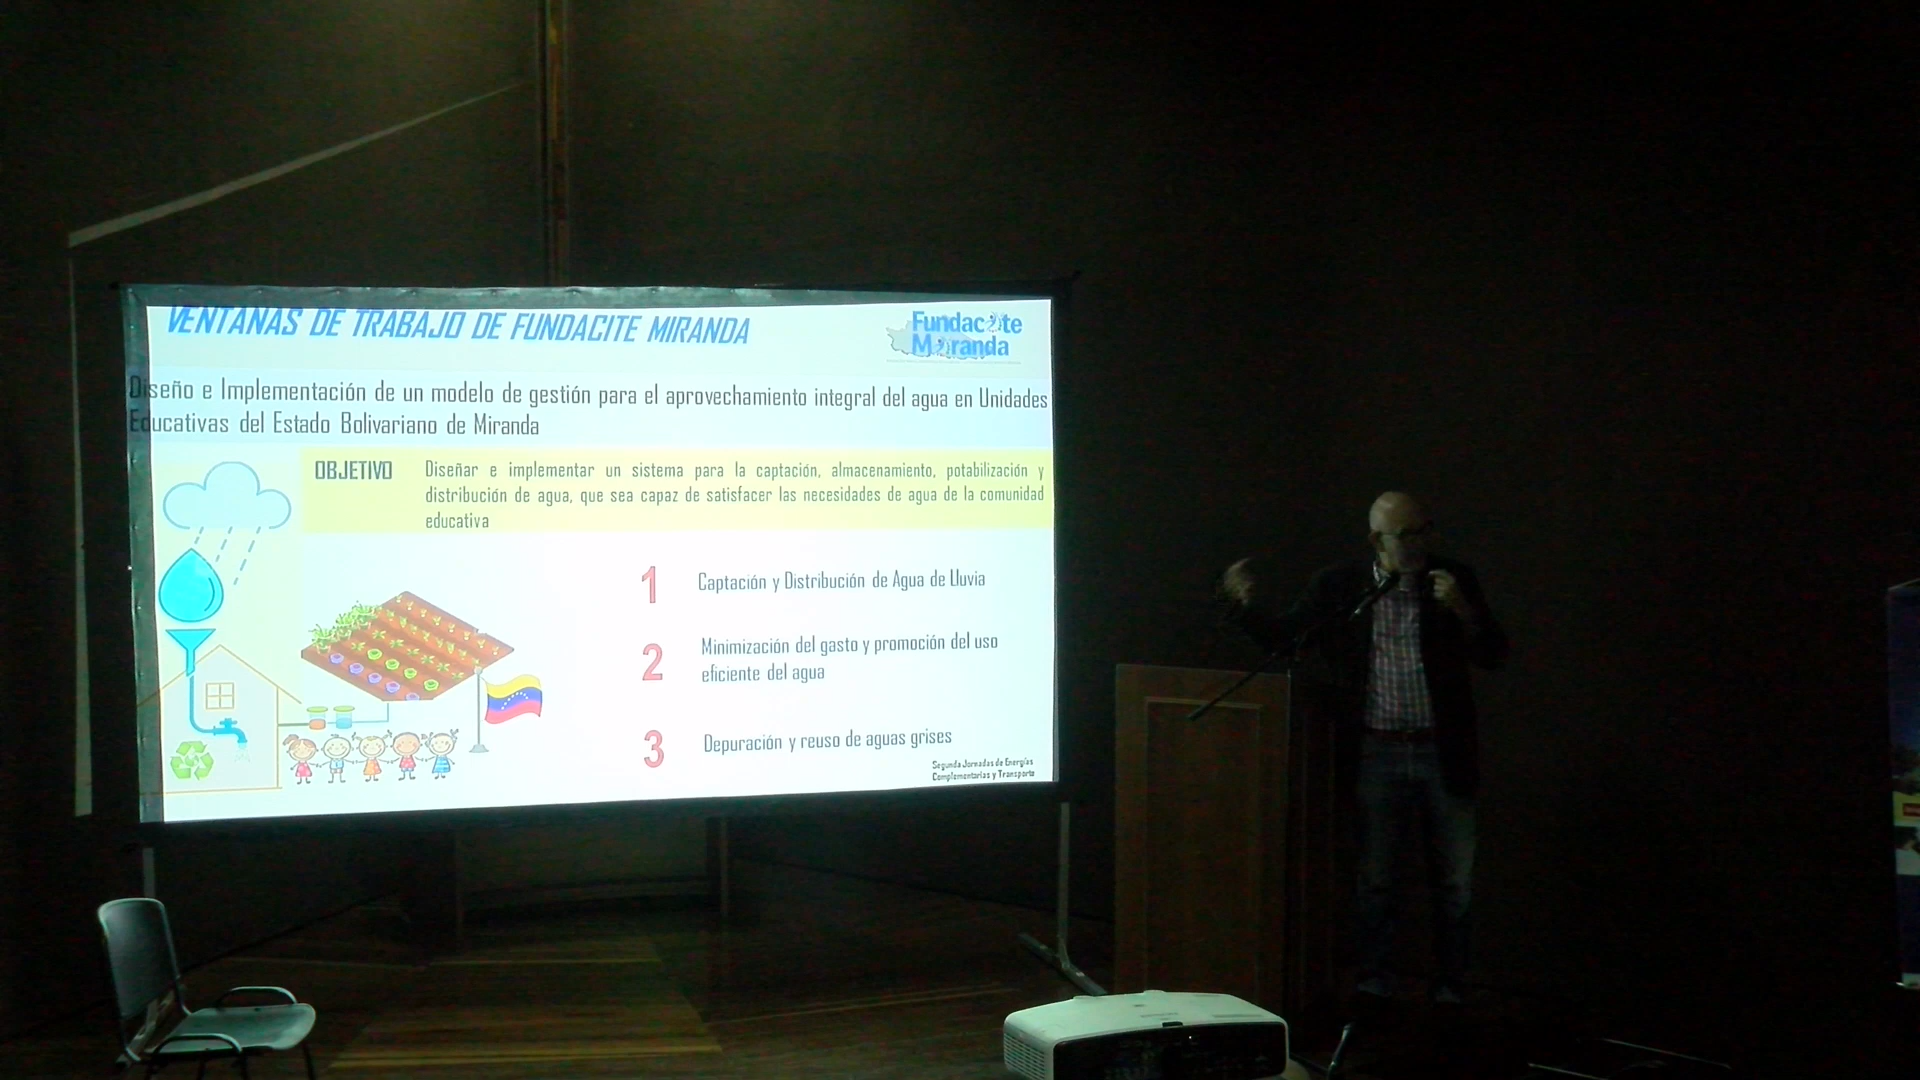 VENTANAS DE TRABAJO DE FUNDACITE MIRANDA
Fundacite
Miranda
Diseño e Implementación de un modelo de gestión para el aprovechamiento integral del agua en Unidades
Educativas del Estado Bolivariano de Miranda
OBJETIVO
Diseñar e implementar un sistema para la captación, almacenamiento, potabilización y
distribución de agua, que sea capaz de satisfacer las necesidades de agua de la comunidad
educativa
1 Captación y Distribución de Agua de Lluvia
2 Minimización del gasto y promoción del uso
eficiente del agua
3 Depuración y reuso de aguas grises
Segunda Jornadas de Energías
Complementarias y Transporte